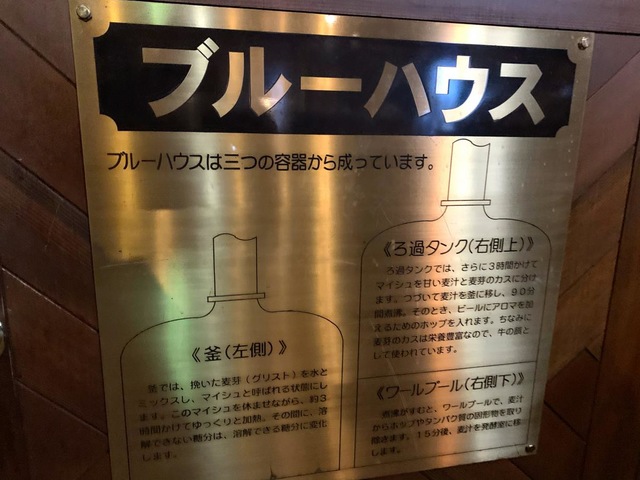 ブルーハウス
ブルーハウスは三つの容器から成っています。
《釜(左側)》
釜では、挽いた麦芽(グリスト)を水と
ミックスし、マイシュと呼ばれる状態にし
ます。このマイシュを休ませながら、約3
時間かけてゆっくりと加熱。その間に、溶
解できない糖分は、溶解できる糖分に変化
します。
《ろ過タンク(右側上)》
ろ過タンクでは、さらに3時間かけて
マイシュを甘い麦汁と麦芽のカスに分け
ます。つづいて麦汁を釜に移し、90分
間煮沸。そのとき、ビールにアロマを加
えるためのホップを入れます。ちなみに
麦芽のカスは栄養豊富なので、牛の餌と
して使われています。
《ワールプール(右側下)》
煮沸がすむと、ワールプールで、麦汁
からホップやタンパク質の固形物を取り
除きます。15分後、麦汁を発酵室に移
します。